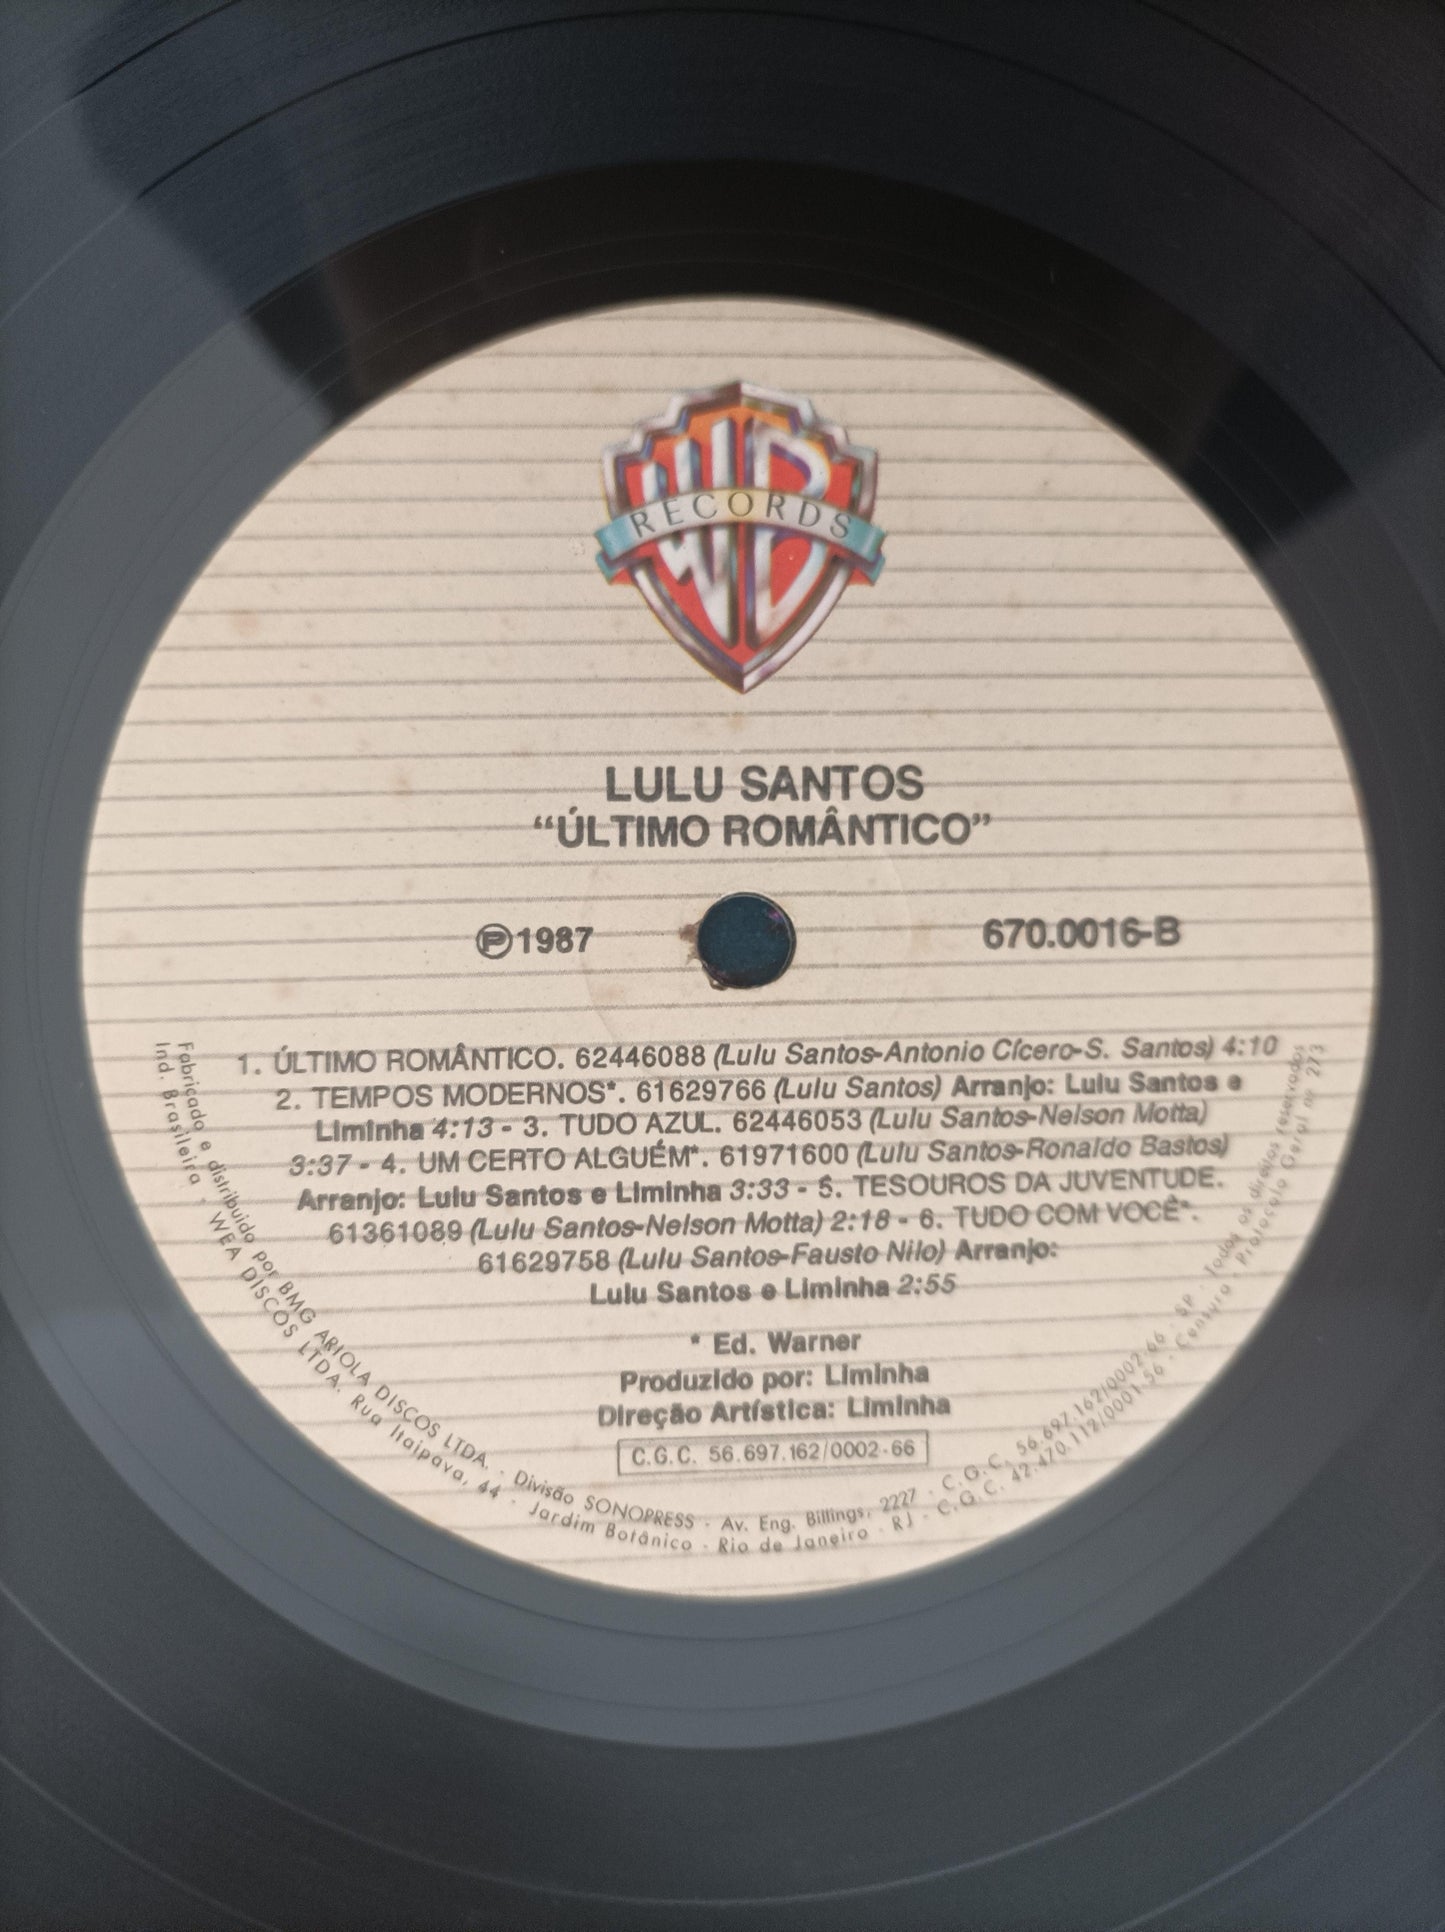 WB
RECORDS
LULU SANTOS
“ÚLTIMO ROMÂNTICO”
Ⓟ1987
670.0016-B
1. ÚLTIMO ROMÂNTICO. 62446088 (Lulu Santos-Antonio Cícero-S. Santos) 4:10
2. TEMPOS MODERNOS*. 61629766 (Lulu Santos) Arranjo: Lulu Santos e
Liminha 4:13 - 3. TUDO AZUL. 62446053 (Lulu Santos-Nelson Motta)
3:37 - 4. UM CERTO ALGUÉM*. 61971600 (Lulu Santos-Ronaldo Bastos)
Arranjo: Lulu Santos e Liminha 3:33 - 5. TESOUROS DA JUVENTUDE.
61361089 (Lulu Santos-Nelson Motta) 2:18 - 6. TUDO COM VOCÊ*.
61629758 (Lulu Santos-Fausto Nilo) Arranjo:
Lulu Santos e Liminha 2:55
* Ed. Warner
Produzido por: Liminha
Direção Artística: Liminha
C.G.C. 56.697.162/0002-66
Fabricado e distribuido por BMG ARIOLA DISCOS LTDA. · Divisão SONOPRESS · Av. Eng. Billings, 2227 · C.G.C. 56.697.162/0002-66 · SP · Todos os direitos reservados
Ind. Brasileira · WEA DISCOS LTDA. Rua Itaipava, 44 · Jardim Botânico · Rio de Janeiro · RJ · C.G.C. 42.470.112/0001-56 · Censura · Protocolo Geral nº 273